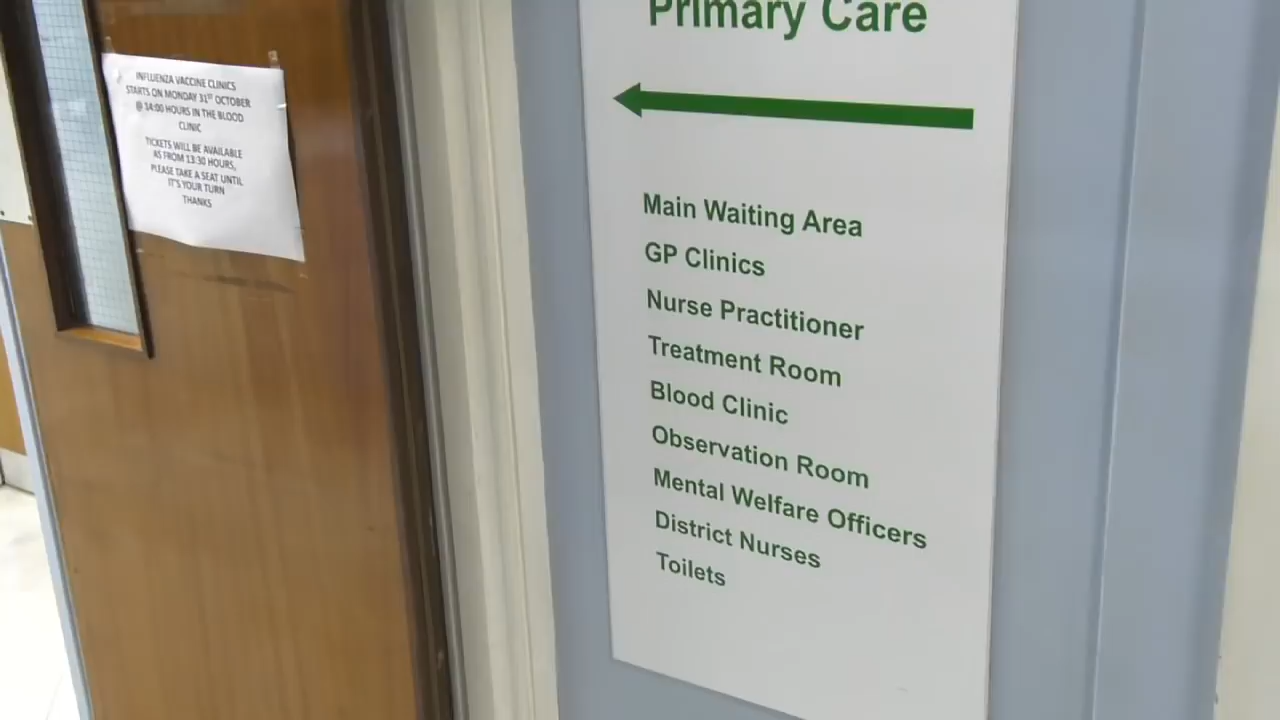 INFLUENZA VACCINE CLINICS
STARTS ON MONDAY 31ST OCTOBER
@ 14:00 HOURS IN THE BLOOD
CLINIC
TICKETS WILL BE AVAILABLE
AS FROM 13:30 HOURS,
PLEASE TAKE A SEAT UNTIL
IT'S YOUR TURN
THANKS
Primary Care
Main Waiting Area
GP Clinics
Nurse Practitioner
Treatment Room
Blood Clinic
Observation Room
Mental Welfare Officers
District Nurses
Toilets